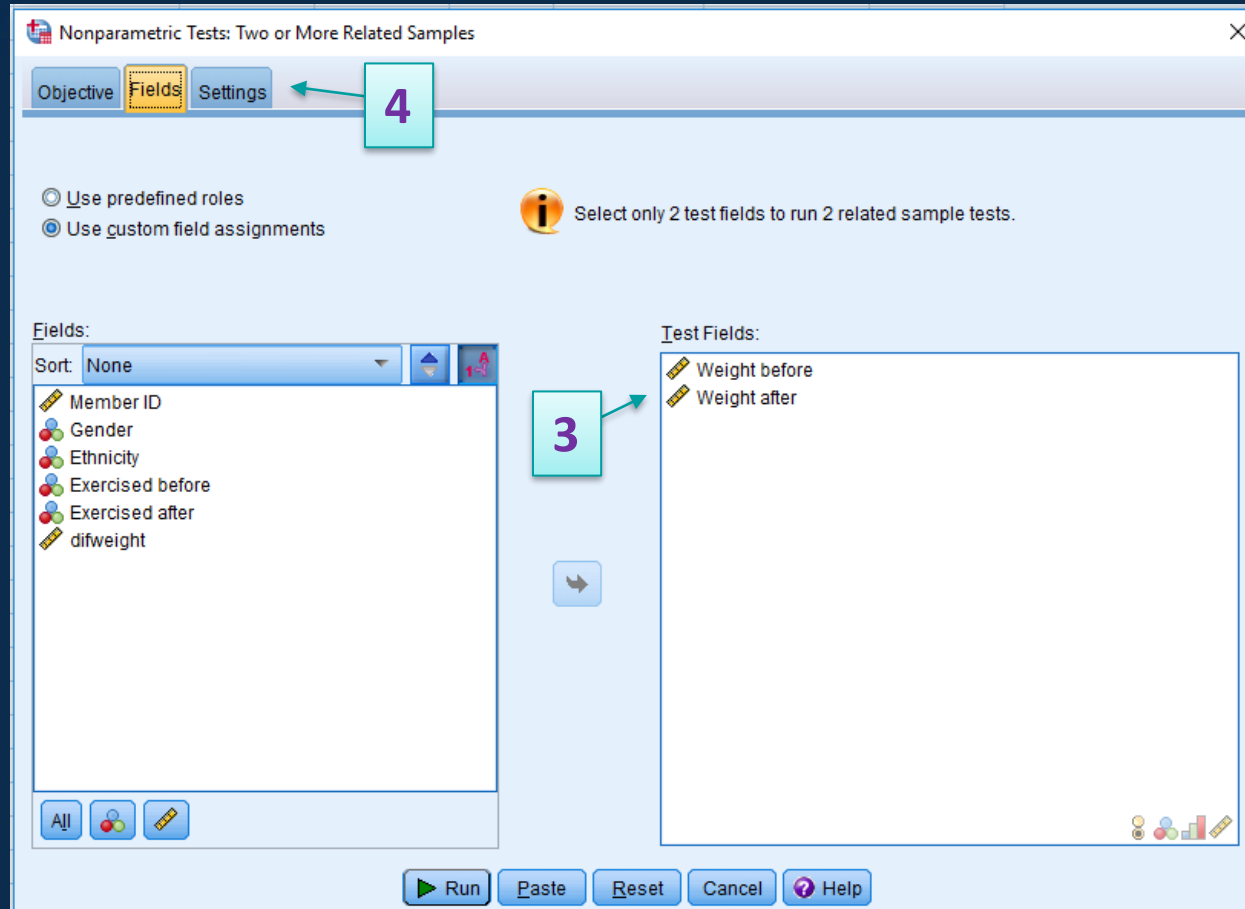 Nonparametric Tests: Two or More Related Samples
Objective Fields Settings
4
Use predefined roles
Use custom field assignments
Select only 2 test fields to run 2 related sample tests.
Fields:
Sort: None
Member ID
Gender
Ethnicity
Exercised before
Exercised after
difweight
All
3
Test Fields:
Weight before
Weight after
Run Paste Reset Cancel Help